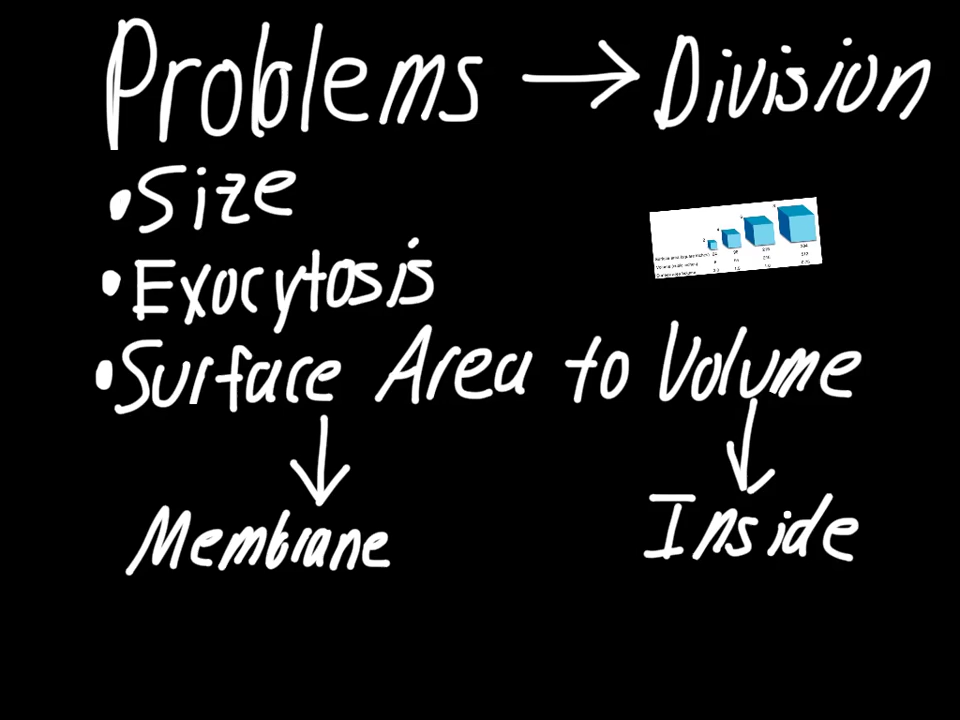 Problems → Division
• Size
• Exocytosis
• Surface Area to Volume
Membrane Inside